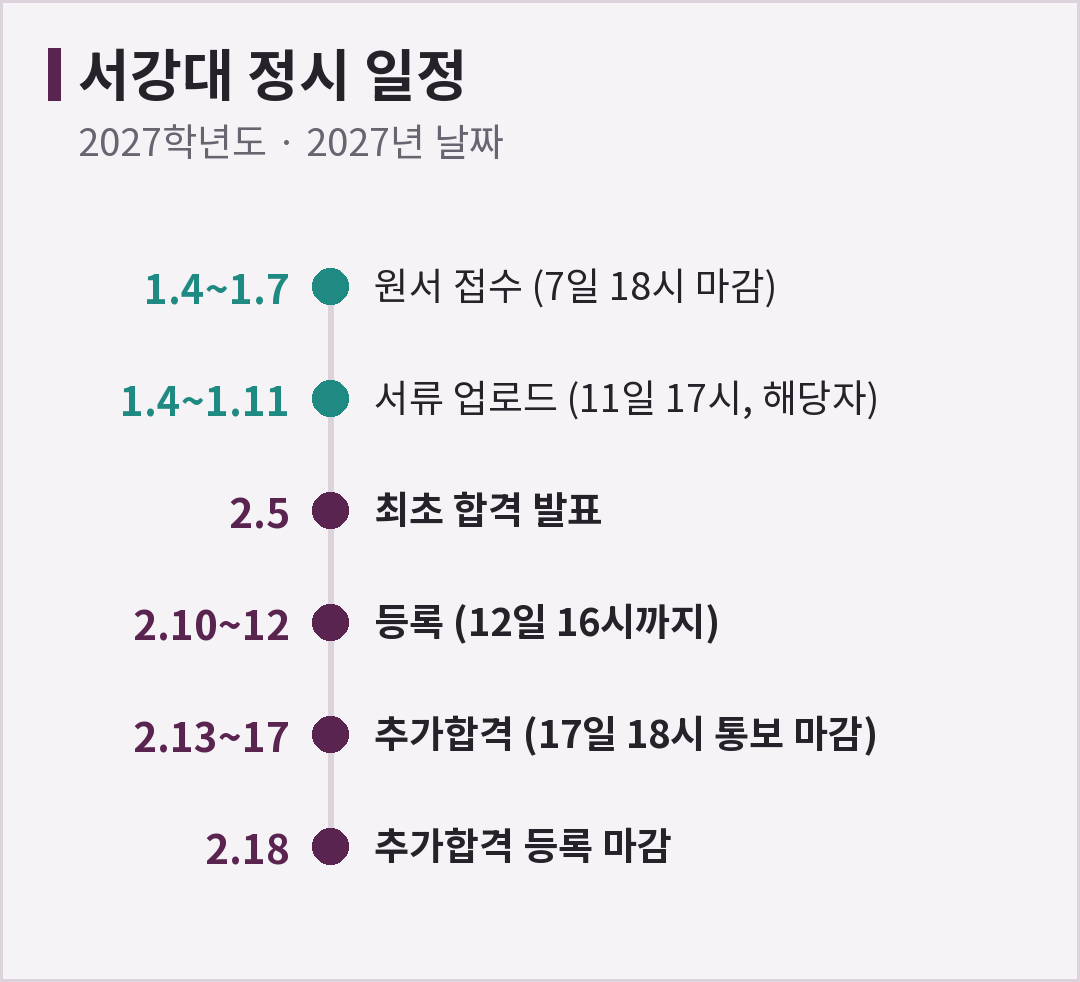 서강대 정시 일정
2027학년도 · 2027년 날짜
1.4~1.7 원서 접수 (7일 18시 마감)
1.4~1.11 서류 업로드 (11일 17시, 해당자)
2.5 최초 합격 발표
2.10~12 등록 (12일 16시까지)
2.13~17 추가합격 (17일 18시 통보 마감)
2.18 추가합격 등록 마감